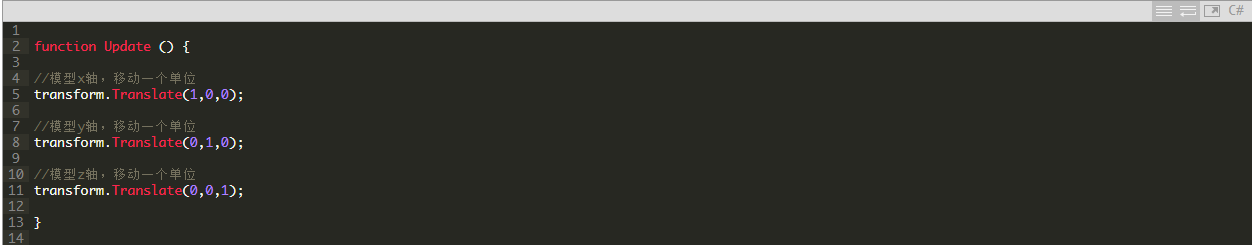 C#
1
2 function Update () {
3
4 //模型x轴，移动一个单位
5 transform.Translate(1,0,0);
6
7 //模型y轴，移动一个单位
8 transform.Translate(0,1,0);
9
10 //模型z轴，移动一个单位
11 transform.Translate(0,0,1);
12
13 }
14